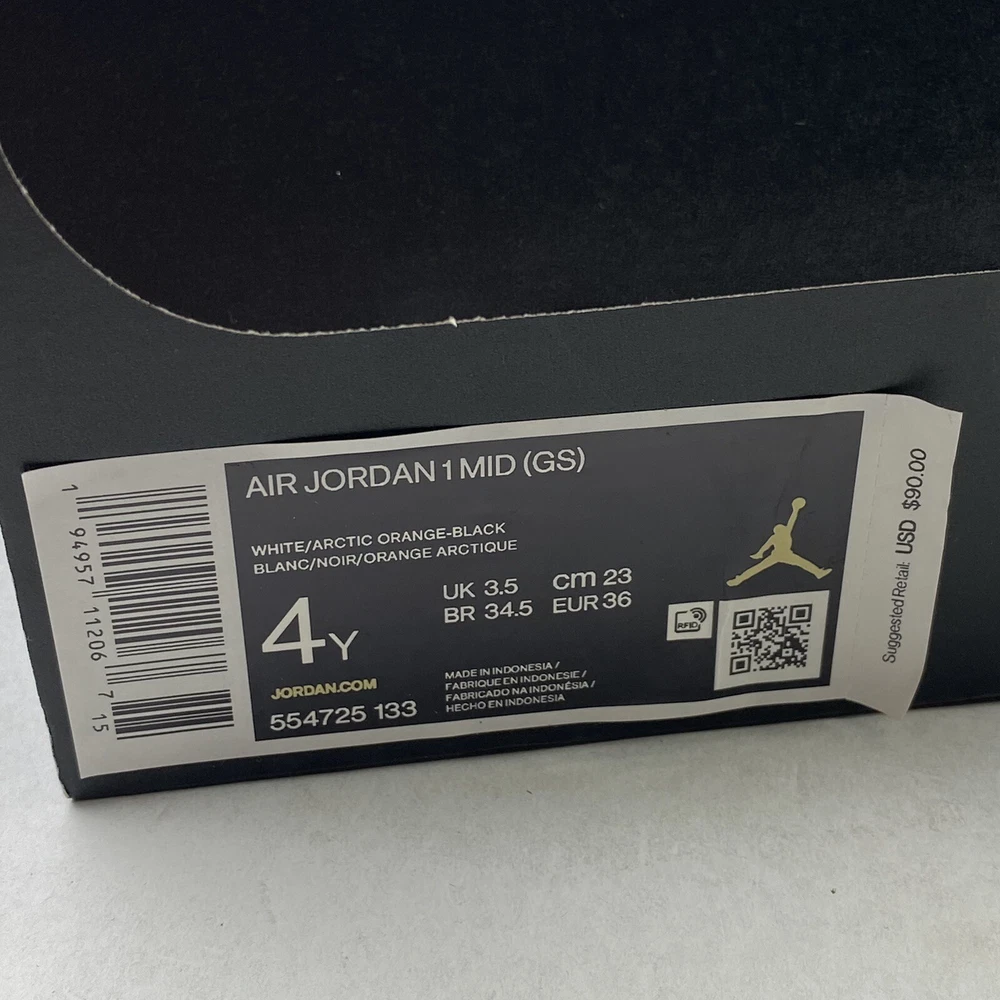 1 94957 11206 7 15
AIR JORDAN 1 MID (GS)
WHITE/ARCTIC ORANGE-BLACK
BLANC/NOIR/ORANGE ARCTIQUE
4Y
UK 3.5 cm 23
BR 34.5 EUR 36
JORDAN.COM
554725 133
MADE IN INDONESIA /
FABRIQUE EN INDONESIE /
FABRICADO NA INDONÉSIA /
HECHO EN INDONESIA
RFID
Suggested Retail: USD $90.00